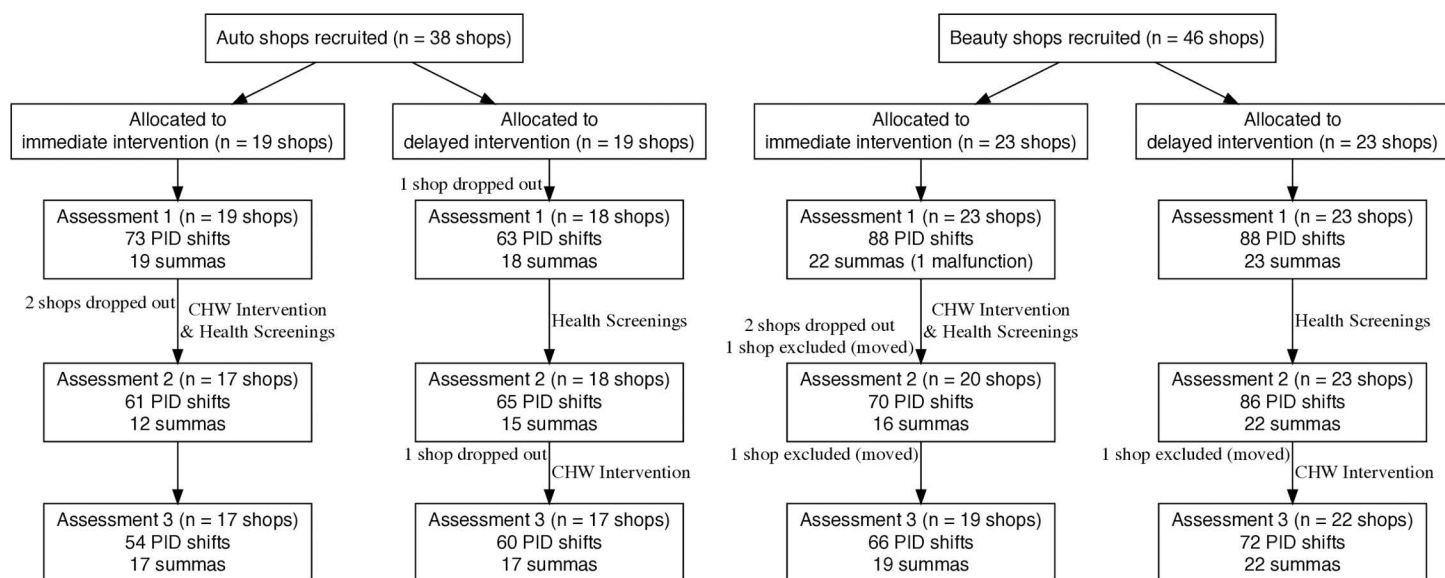 Auto shops recruited (n = 38 shops)
Beauty shops recruited (n = 46 shops)
Allocated to
immediate intervention (n = 19 shops)
Allocated to
delayed intervention (n = 19 shops)
Allocated to
immediate intervention (n = 23 shops)
Allocated to
delayed intervention (n = 23 shops)
1 shop dropped out
Assessment 1 (n = 19 shops)
73 PID shifts
19 summas
Assessment 1 (n = 18 shops)
63 PID shifts
18 summas
Assessment 1 (n = 23 shops)
88 PID shifts
22 summas (1 malfunction)
Assessment 1 (n = 23 shops)
88 PID shifts
23 summas
2 shops dropped out
CHW Intervention
& Health Screenings
Health Screenings
2 shops dropped out
1 shop excluded (moved)
CHW Intervention
& Health Screenings
Health Screenings
Assessment 2 (n = 17 shops)
61 PID shifts
12 summas
Assessment 2 (n = 18 shops)
65 PID shifts
15 summas
Assessment 2 (n = 20 shops)
70 PID shifts
16 summas
Assessment 2 (n = 23 shops)
86 PID shifts
22 summas
1 shop dropped out
CHW Intervention
1 shop excluded (moved)
1 shop excluded (moved)
CHW Intervention
Assessment 3 (n = 17 shops)
54 PID shifts
17 summas
Assessment 3 (n = 17 shops)
60 PID shifts
17 summas
Assessment 3 (n = 19 shops)
66 PID shifts
19 summas
Assessment 3 (n = 22 shops)
72 PID shifts
22 summas